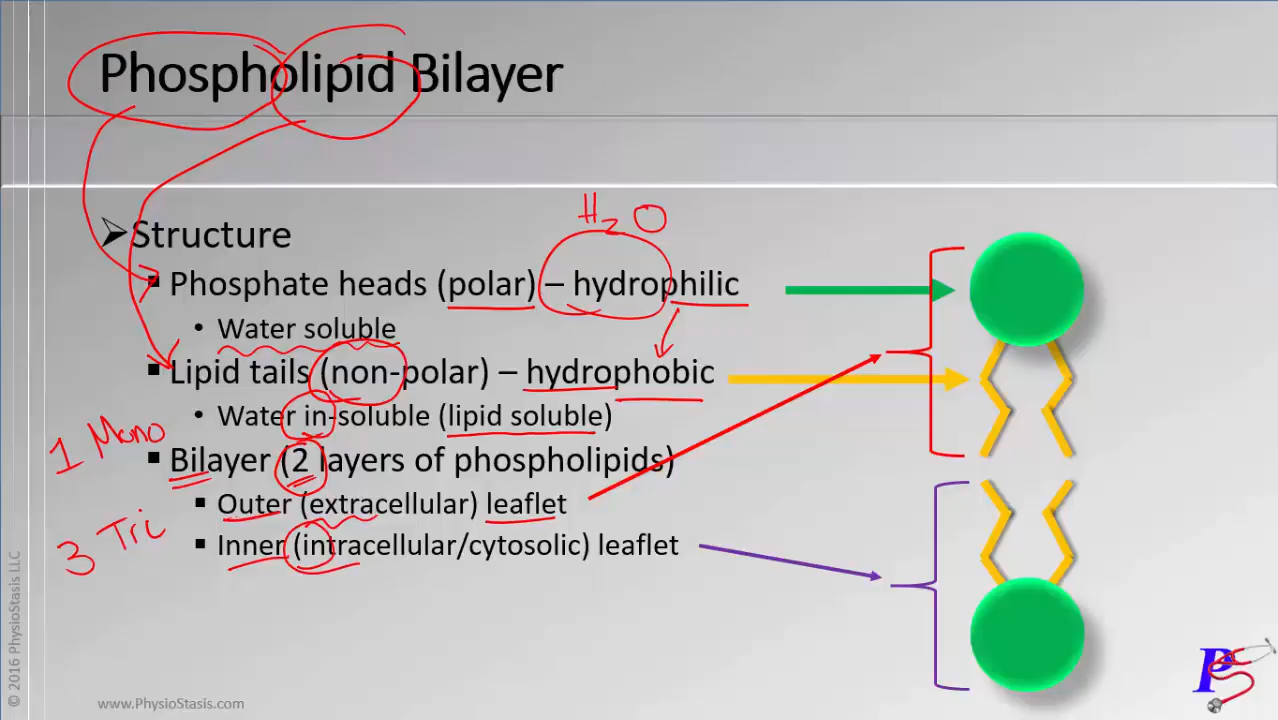 Phospholipid Bilayer
H2O
Structure
Phosphate heads (polar) – hydrophilic
Water soluble
Lipid tails (non-polar) – hydrophobic
Water in-soluble (lipid soluble)
1 Mono
Bilayer (2 layers of phospholipids)
Outer (extracellular) leaflet
3 Tri
Inner (intracellular/cytosolic) leaflet
© 2016 PhysioStasis LLC
www.PhysioStasis.com
PS